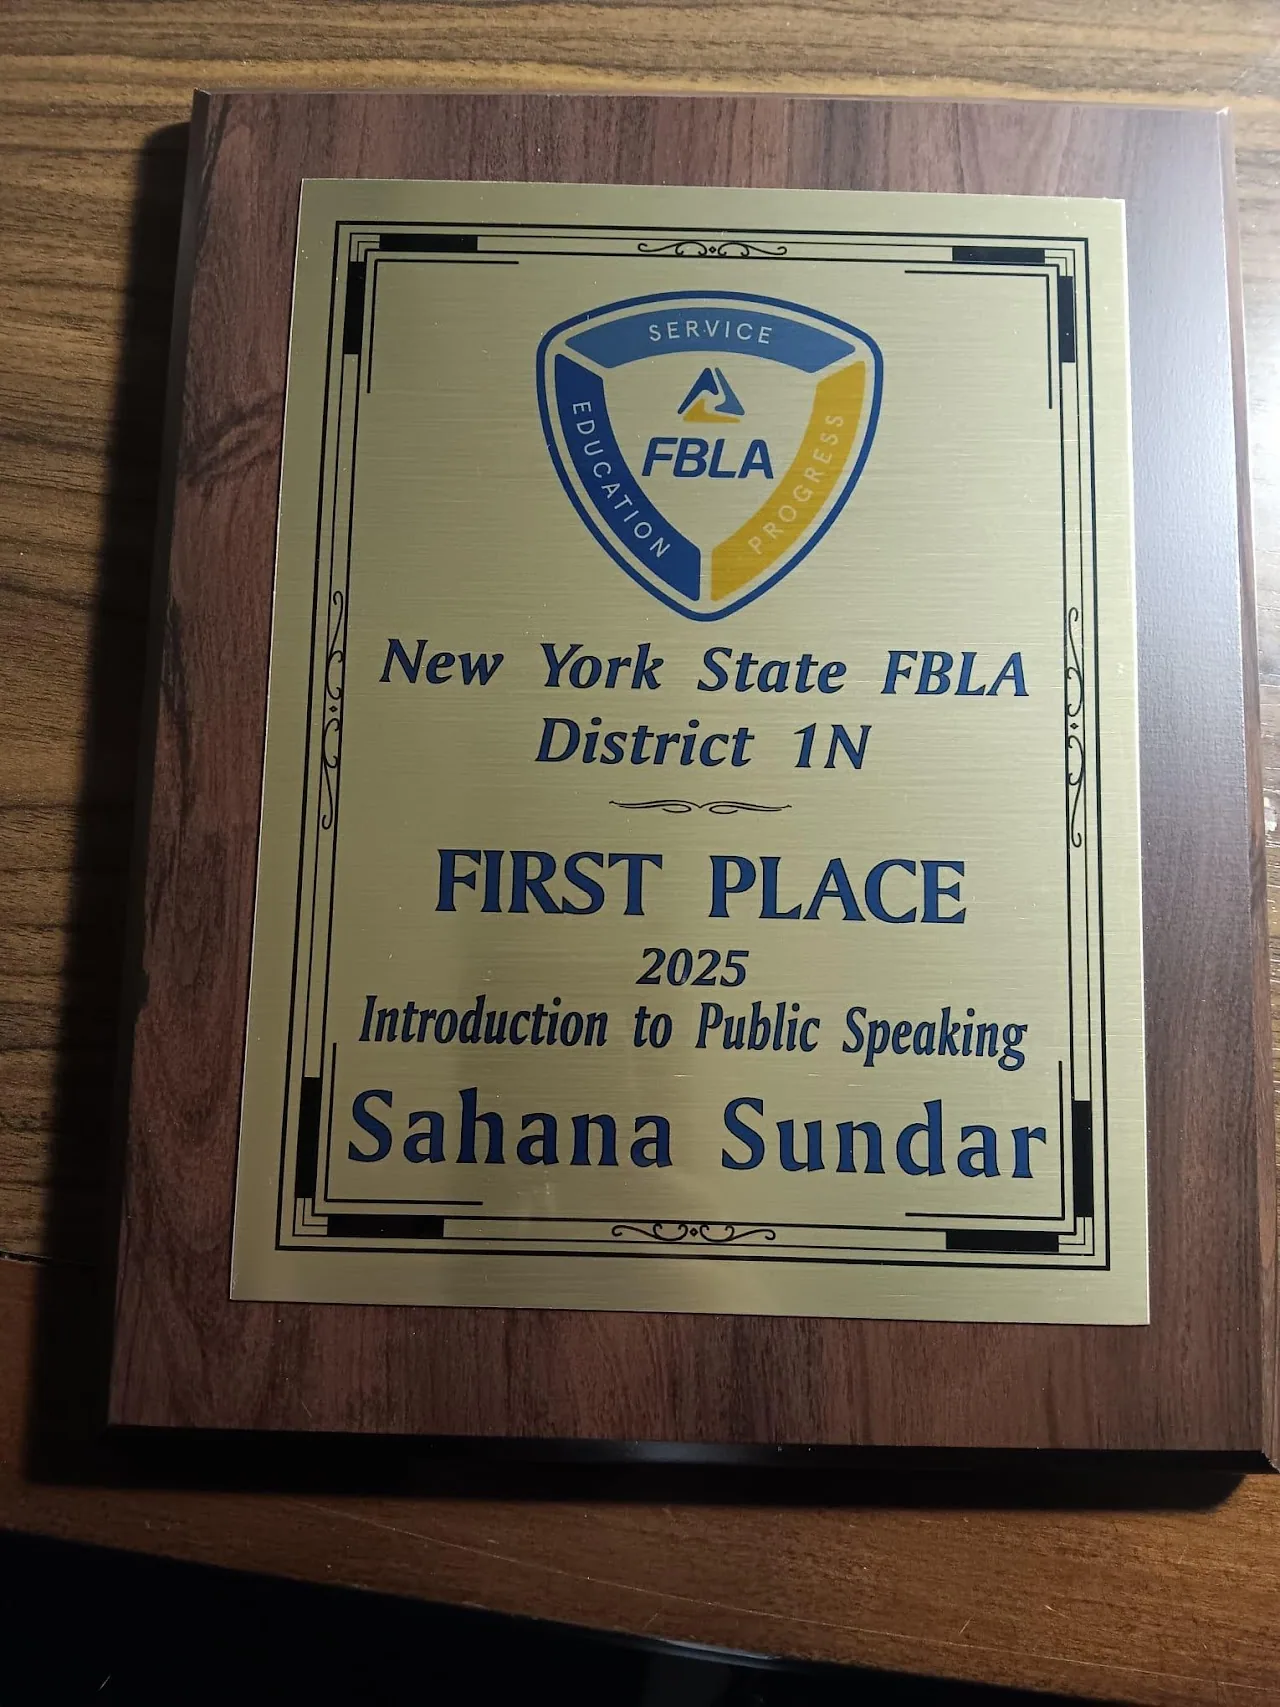 SERVICE
EDUCATION
PROGRESS
FBLA
New York State FBLA
District 1N
FIRST PLACE
2025
Introduction to Public Speaking
Sahana Sundar